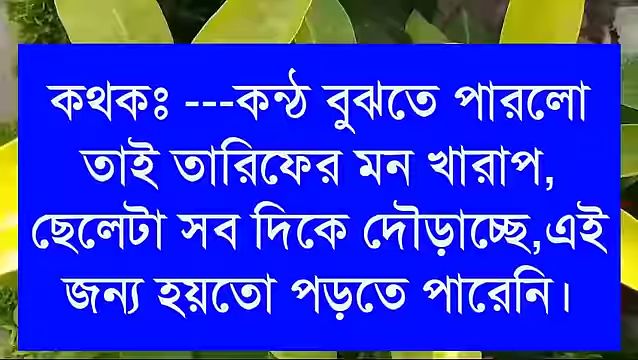 কথকঃ ---কন্ঠ বুঝতে পারলো
তাই তারিফের মন খারাপ,
ছেলেটা সব দিকে দৌড়াচ্ছে,এই
জন্য হয়তো পড়তে পারেনি।